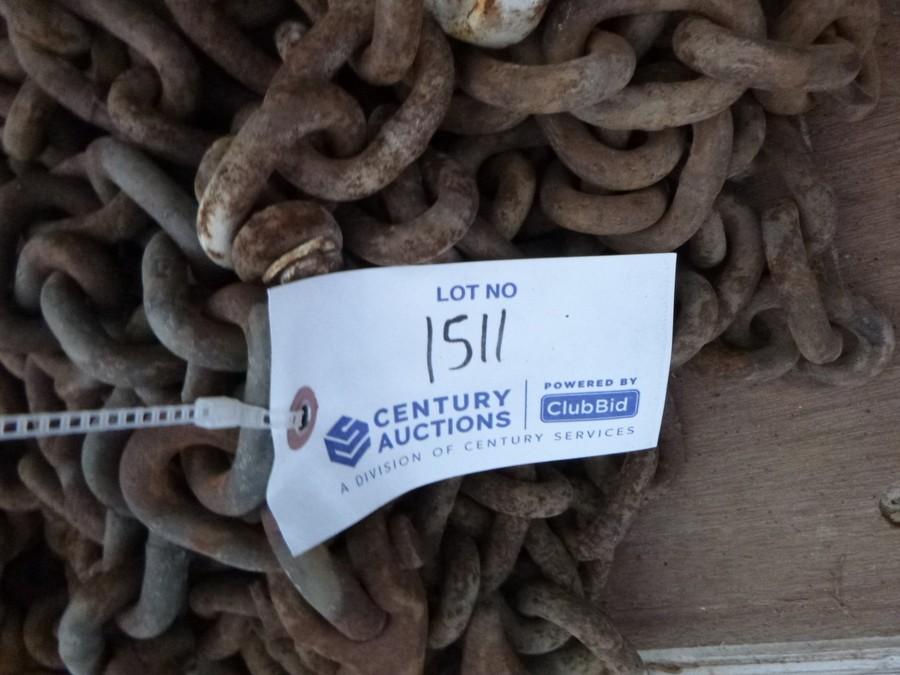 LOT NO
1511
CENTURY
AUCTIONS
A DIVISION OF CENTURY SERVICES
POWERED BY
ClubBid